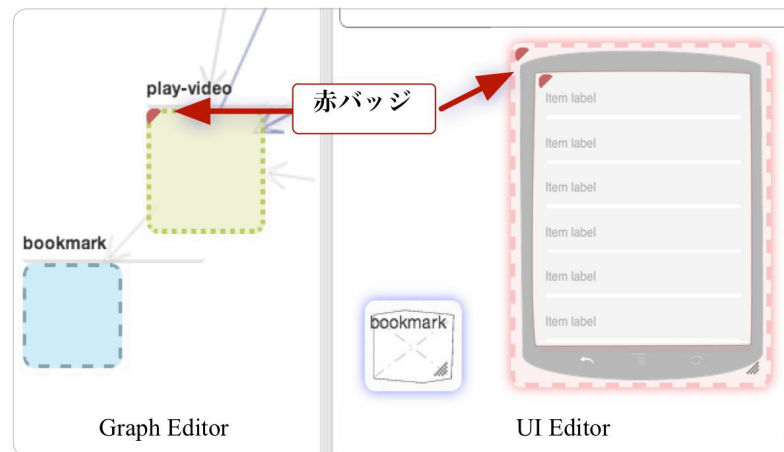 play-video
赤バッジ
bookmark
Item label
Item label
Item label
Item label
Item label
Item label
bookmark
Graph Editor
UI Editor